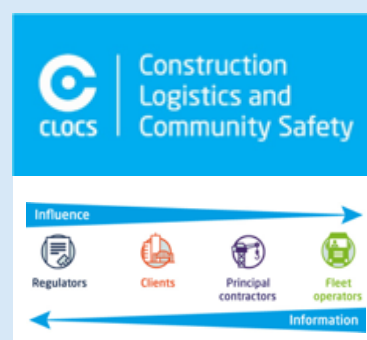 Construction
Logistics and
Community Safety
CLOCS
Influence
Regulators
Clients
Principal
contractors
Fleet
operators
Information